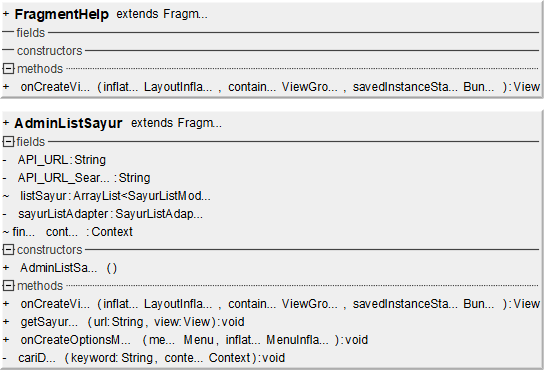 + FragmentHelp extends Fragm...
fields
constructors
methods
+ onCreateVi... (inflat... LayoutInfla... , contain... ViewGro... , savedInstanceSta... Bun... ):View
+ AdminListSayur extends Fragm...
fields
- API_URL:String
- API_URL_Sear... :String
~ listSayur:ArrayList<SayurListMod...
- sayurListAdapter:SayurListAdap...
~ fin... cont... :Context
constructors
+ AdminListSa... ()
methods
+ onCreateVi... (inflat... LayoutInfla... , contain... ViewGro... , savedInstanceSta... Bun... ):View
+ getSayur... (url:String, view:View):void
+ onCreateOptionsM... (me... Menu, inflat... MenuInfla... ):void
- cariD... (keyword:String, conte... Context):void